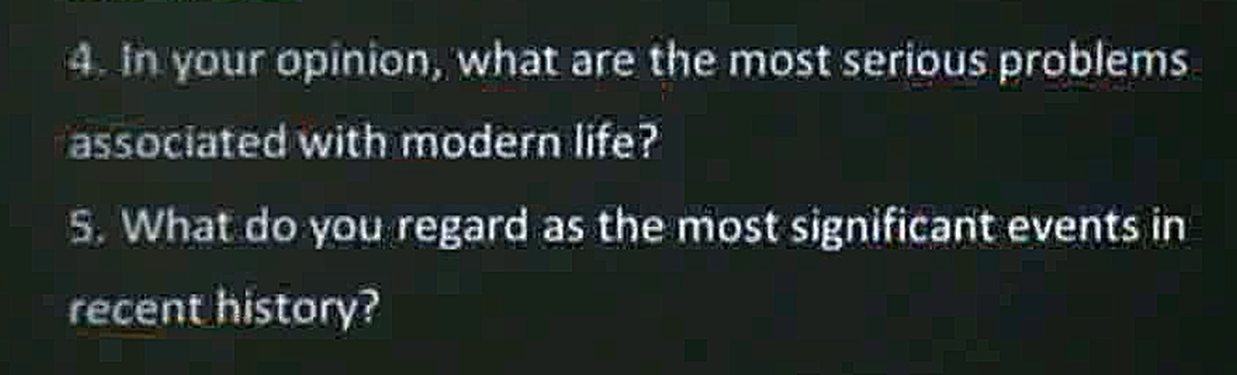 4. In your opinion, what are the most serious problems
associated with modern life?
5. What do you regard as the most significant events in
recent history?